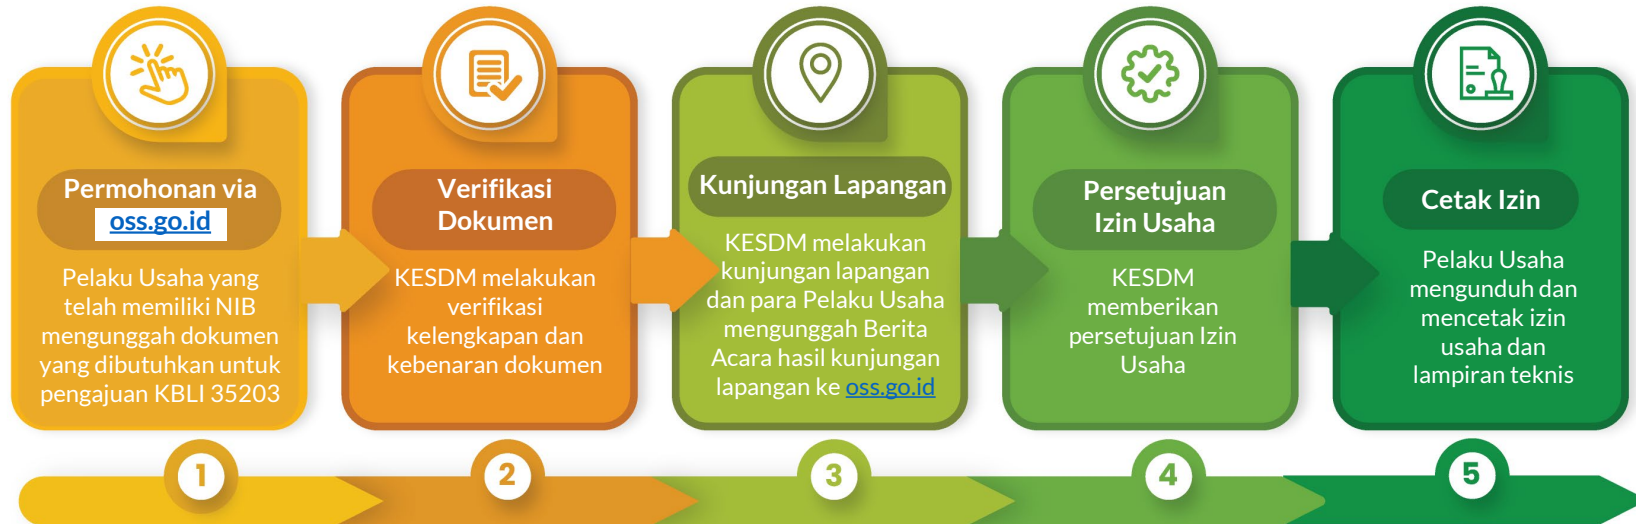 Permohonan via
oss.go.id
Pelaku Usaha yang
telah memiliki NIB
mengunggah dokumen
yang dibutuhkan untuk
pengajuan KBLI 35203
Verifikasi
Dokumen
KESDM melakukan
verifikasi
kelengkapan dan
kebenaran dokumen
Kunjungan Lapangan
KESDM melakukan
kunjungan lapangan
dan para Pelaku Usaha
mengunggah Berita
Acara hasil kunjungan
lapangan ke oss.go.id
Persetujuan
Izin Usaha
KESDM
memberikan
persetujuan Izin
Usaha
Cetak Izin
Pelaku Usaha
mengunduh dan
mencetak izin
usaha dan
lampiran teknis
1
2
3
4
5